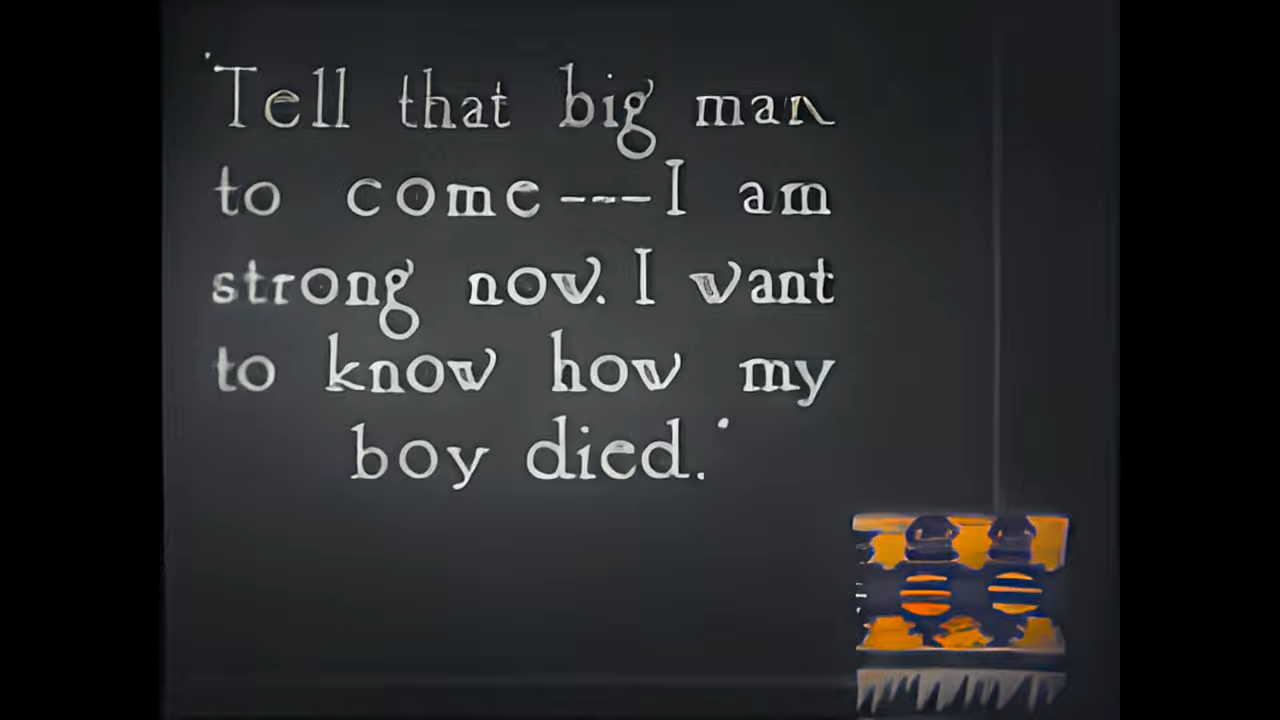 "Tell that big man
to come---I am
strong now. I want
to know how my
boy died."